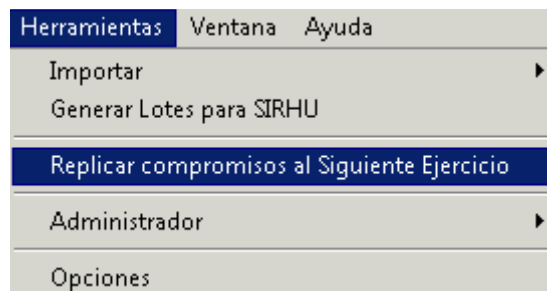 Herramientas Ventana Ayuda
Importar
Generar Lotes para SIRHU
Replicar compromisos al Siguiente Ejercicio
Administrador
Opciones